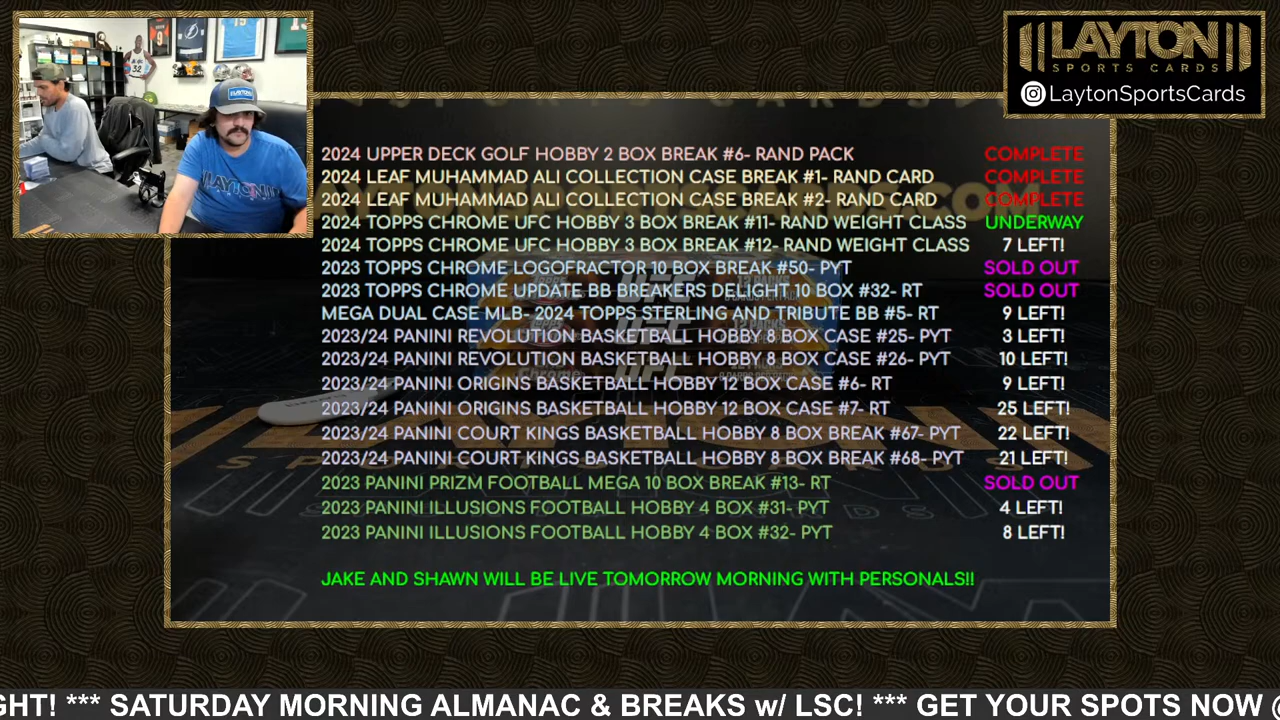 LAYTON
SPORTS CARDS
LaytonSportsCards
2024 UPPER DECK GOLF HOBBY 2 BOX BREAK #6- RAND PACK COMPLETE
2024 LEAF MUHAMMAD ALI COLLECTION CASE BREAK #1- RAND CARD COMPLETE
2024 LEAF MUHAMMAD ALI COLLECTION CASE BREAK #2- RAND CARD COMPLETE
2024 TOPPS CHROME UFC HOBBY 3 BOX BREAK #11- RAND WEIGHT CLASS UNDERWAY
2024 TOPPS CHROME UFC HOBBY 3 BOX BREAK #12- RAND WEIGHT CLASS 7 LEFT!
2023 TOPPS CHROME LOGOFRACTOR 10 BOX BREAK #50- PYT SOLD OUT
2023 TOPPS CHROME UPDATE BB BREAKERS DELIGHT 10 BOX #32- RT SOLD OUT
MEGA DUAL CASE MLB- 2024 TOPPS STERLING AND TRIBUTE BB #5- RT 9 LEFT!
2023/24 PANINI REVOLUTION BASKETBALL HOBBY 8 BOX CASE #25- PYT 3 LEFT!
2023/24 PANINI REVOLUTION BASKETBALL HOBBY 8 BOX CASE #26- PYT 10 LEFT!
2023/24 PANINI ORIGINS BASKETBALL HOBBY 12 BOX CASE #6- RT 9 LEFT!
2023/24 PANINI ORIGINS BASKETBALL HOBBY 12 BOX CASE #7- RT 25 LEFT!
2023/24 PANINI COURT KINGS BASKETBALL HOBBY 8 BOX BREAK #67- PYT 22 LEFT!
2023/24 PANINI COURT KINGS BASKETBALL HOBBY 8 BOX BREAK #68- PYT 21 LEFT!
2023 PANINI PRIZM FOOTBALL MEGA 10 BOX BREAK #13- RT SOLD OUT
2023 PANINI ILLUSIONS FOOTBALL HOBBY 4 BOX #31- PYT 4 LEFT!
2023 PANINI ILLUSIONS FOOTBALL HOBBY 4 BOX #32- PYT 8 LEFT!
JAKE AND SHAWN WILL BE LIVE TOMORROW MORNING WITH PERSONALS!!
GHT! *** SATURDAY MORNING ALMANAC & BREAKS w/ LSC! *** GET YOUR SPOTS NOW @